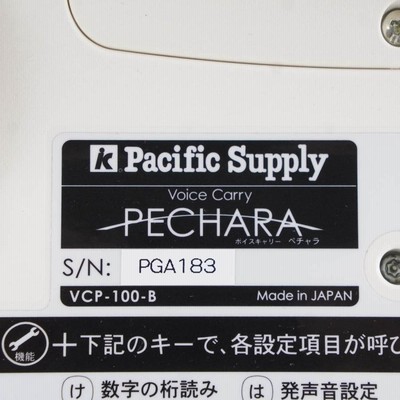 Pacific Supply
Voice Carry
PECHARA
ボイスキャリー ペチャラ
S/N: PGA183
VCP-100-B Made in JAPAN
機能 +下記のキーで、各設定項目が呼び
け 数字の桁読み は 発声音設定